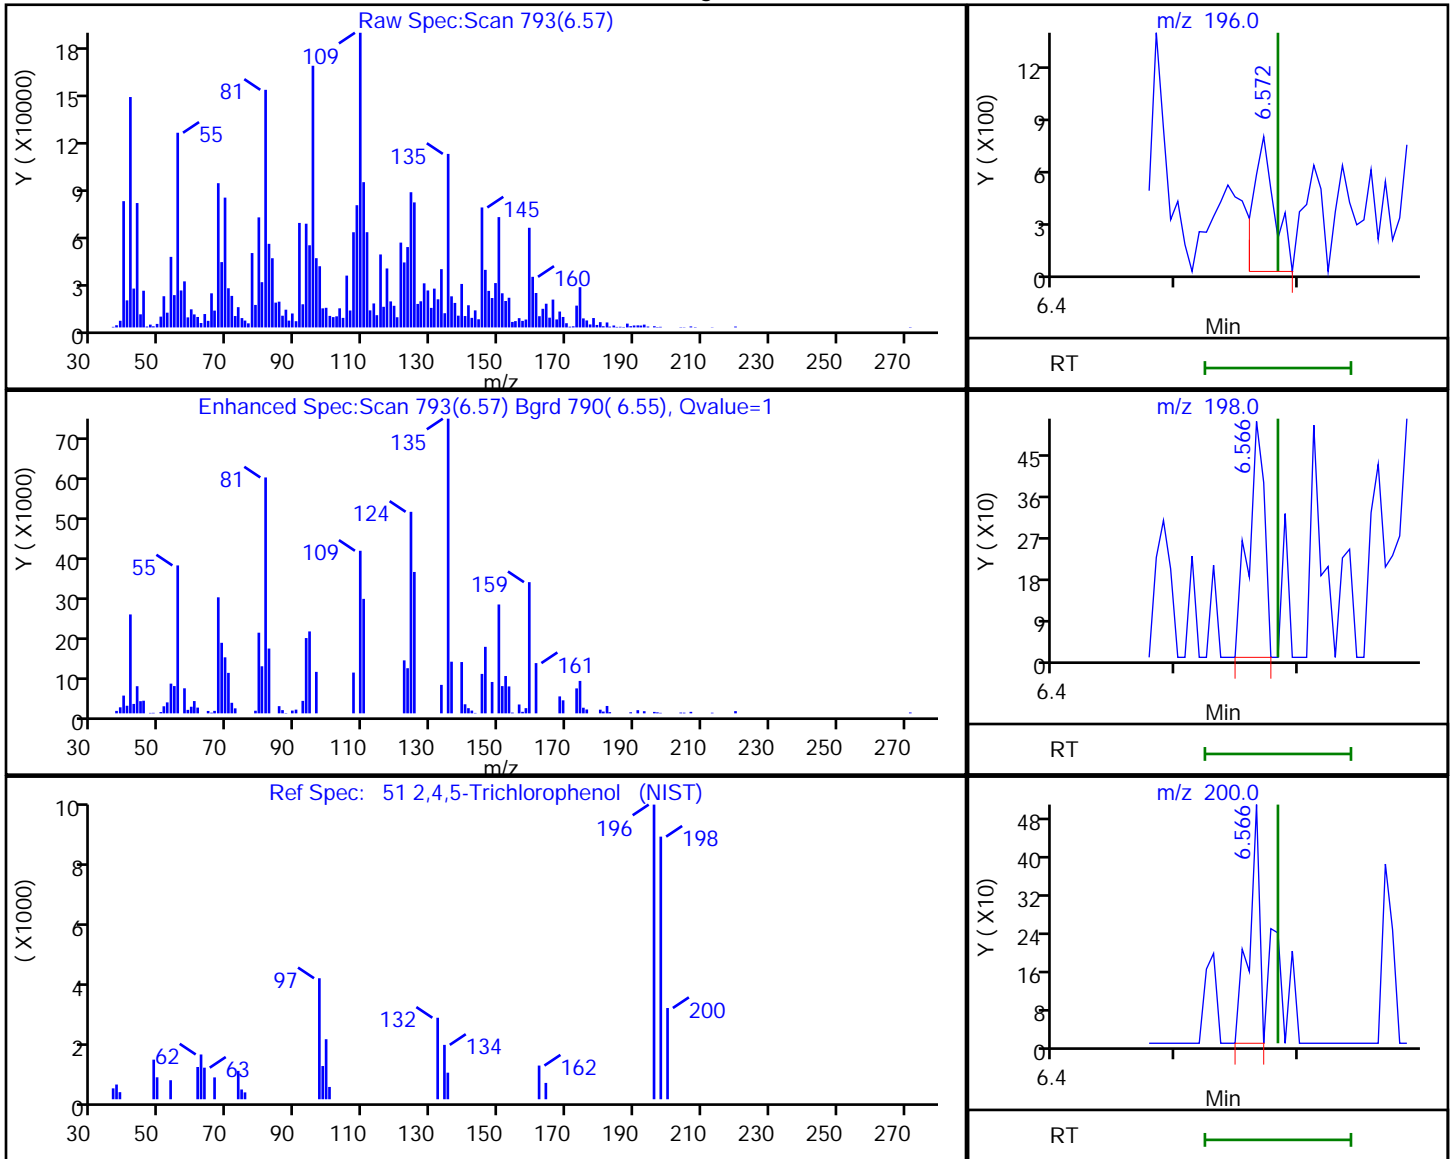 Raw Spec:Scan 793(6.57)
Y ( X10000)
18
15
12
9
6
3
0
109
81
55
135
145
160
30 50 70 90 110 130 150 170 190 210 230 250 270
m/z
m/z 196.0
Y ( X100)
12
9
6
3
0
6.572
6.4
Min
RT
Enhanced Spec:Scan 793(6.57) Bgrd 790( 6.55), Qvalue=1
Y ( X1000)
70
60
50
40
30
20
10
0
135
81
124
109
55
159
161
30 50 70 90 110 130 150 170 190 210 230 250 270
m/z
m/z 198.0
Y ( X10)
45
36
27
18
9
0
6.566
6.4
Min
RT
Ref Spec: 51 2,4,5-Trichlorophenol (NIST)
( X1000)
10
8
6
4
2
0
196
198
97
132
200
134
62
63
162
30 50 70 90 110 130 150 170 190 210 230 250 270
m/z 200.0
Y ( X10)
48
40
32
24
16
8
0
6.566
6.4
Min
RT